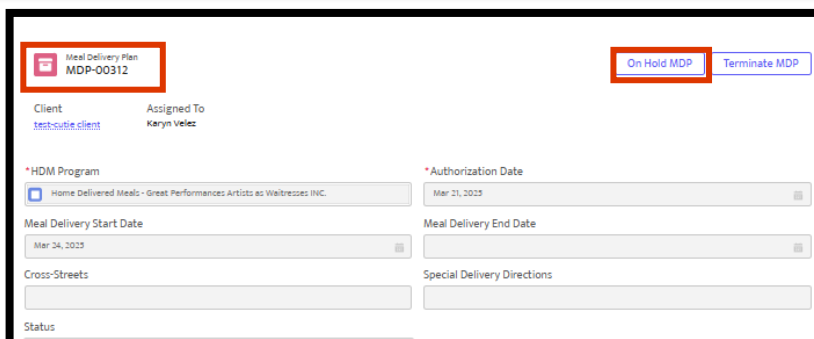 Meal Delivery Plan
MDP-00312
On Hold MDP
Terminate MDP
Client
Assigned To
test-cutie client
Karyn Velez
*HDM Program
*Authorization Date
Home Delivered Meals - Great Performances Artists as Waitresses INC.
Mar 21, 2025
Meal Delivery Start Date
Meal Delivery End Date
Mar 24, 2025
Cross-Streets
Special Delivery Directions
Status